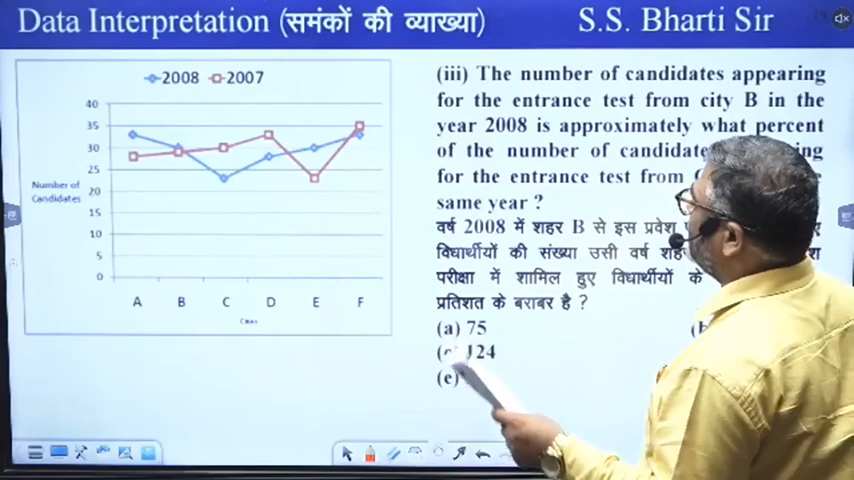 Data Interpretation (समंकों की व्याख्या)
S.S. Bharti Sir
2008 2007
40
35
30
25
20
15
10
5
0
Number of
Candidates
A B C D E F
Cities
(iii) The number of candidates appearing
for the entrance test from city B in the
year 2008 is approximately what percent
of the number of
for the entrance test from
same year ?
वर्ष 2008 में शहर B से इस प्रवेश
विधार्थीयों की संख्या उसी वर्ष
परीक्षा में शामिल हुए विधार्थीयों के
प्रतिशत के बराबर है ?
(a) 75
124
(e)